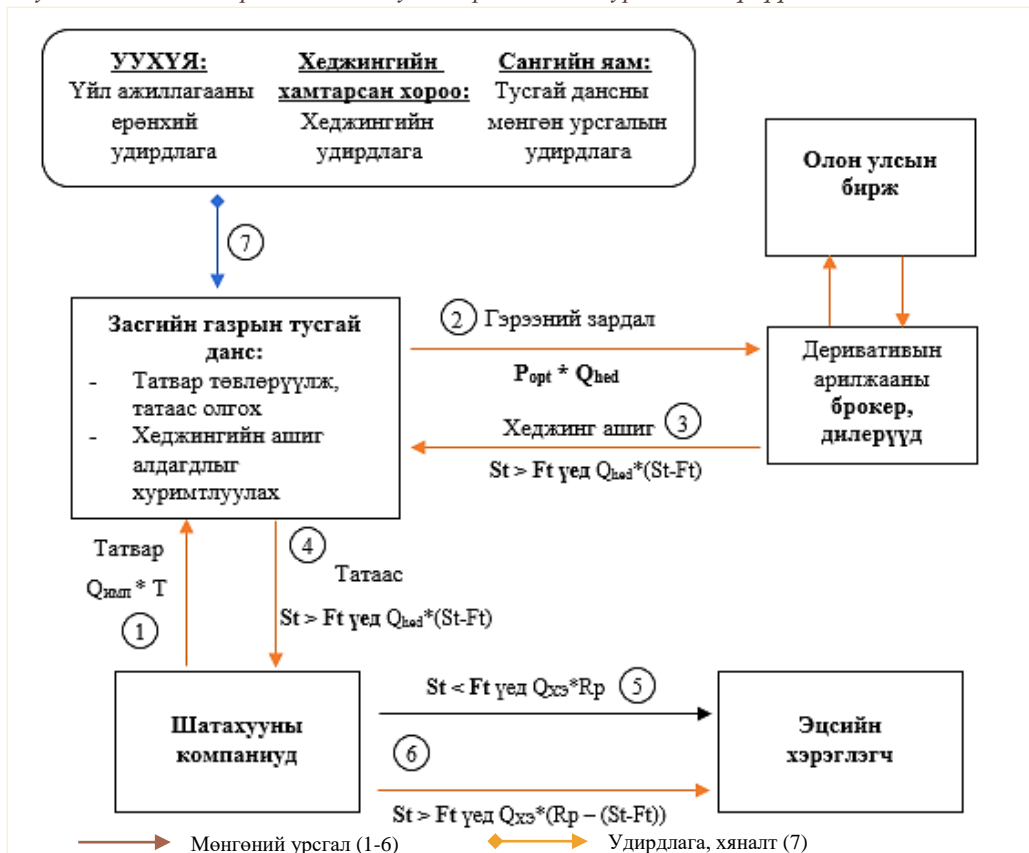 УУХҮЯ:
Үйл ажиллагааны
ерөнхий
удирдлага
Хеджингийн
хамтарсан хороо:
Хеджингийн
удирдлага
Сангийн яам:
Тусгай дансны
мөнгөн урсгалын
удирдлага
Олон улсын
бирж
7
Засгийн газрын тусгай
данс:
- Татвар төвлөрүүлж,
татаас олгох
- Хеджингийн ашиг
алдагдлыг
хуримтлуулах
2 Гэрээний зардал
Popt * Qhed
Хеджинг ашиг 3
St > Ft үед Qhed*(St-Ft)
Деривативын
арилжааны
брокер,
дилерүүд
Татвар
Qимп * T
1
4
Татаас
St > Ft үед Qhed*(St-Ft)
Шатахууны
компаниуд
St < Ft үед QХЭ*Rp 5
6
St > Ft үед QХЭ*(Rp – (St-Ft))
Эцсийн
хэрэглэгч
Мөнгөний урсгал (1-6)
Удирдлага, хяналт (7)